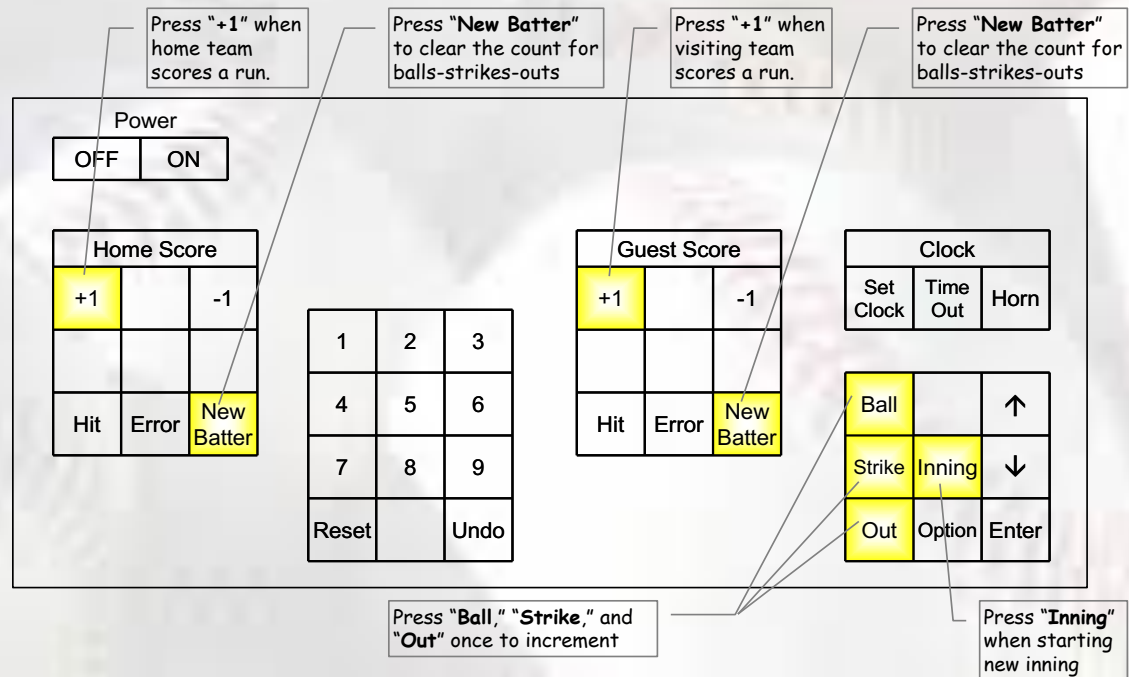 Press “+1” when
home team
scores a run.
Press “New Batter”
to clear the count for
balls-strikes-outs
Press “+1” when
visiting team
scores a run.
Press “New Batter”
to clear the count for
balls-strikes-outs
Power
OFF ON
Home Score
+1 -1
Hit Error New
Batter
1 2 3
4 5 6
7 8 9
Reset Undo
Guest Score
+1 -1
Hit Error New
Batter
Clock
Set
Clock
Time
Out
Horn
Ball ↑
Strike Inning ↓
Out Option Enter
Press “Ball,” “Strike,” and
“Out” once to increment
Press “Inning”
when starting
new inning